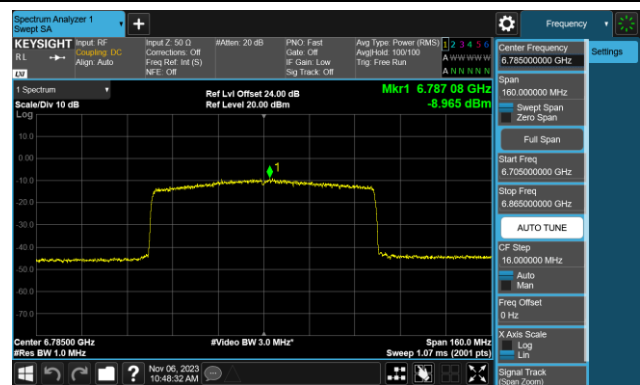 Spectrum Analyzer 1
Swept SA
+
Frequency
KEYSIGHT
RL
LXI
Input: RF
Coupling: DC
Align: Auto
Input Z: 50 Ω
Corrections: Off
Freq Ref: Int (S)
NFE: Off
#Atten: 20 dB
PNO: Fast
Gate: Off
IF Gain: Low
Sig Track: Off
Avg Type: Power (RMS)
Avg|Hold: 100/100
Trig: Free Run
1 2 3 4 5 6
A W W W W W
A N N N N N
1 Spectrum
Scale/Div 10 dB
Log
Ref Lvl Offset 24.00 dB
Ref Level 20.00 dBm
Mkr1 6.787 08 GHz
-8.965 dBm
10.0
0.00
-10.0
-20.0
-30.0
-40.0
-50.0
-60.0
-70.0
1
Center 6.78500 GHz
#Res BW 1.0 MHz
#Video BW 3.0 MHz*
Span 160.0 MHz
Sweep 1.07 ms (2001 pts)
Center Frequency
6.785000000 GHz
Settings
Span
160.000000 MHz
Swept Span
Zero Span
Full Span
Start Freq
6.705000000 GHz
Stop Freq
6.865000000 GHz
AUTO TUNE
CF Step
16.000000 MHz
Auto
Man
Freq Offset
0 Hz
X Axis Scale
Log
Lin
Signal Track
(Span Zoom)
?
Nov 06, 2023
10:48:32 AM